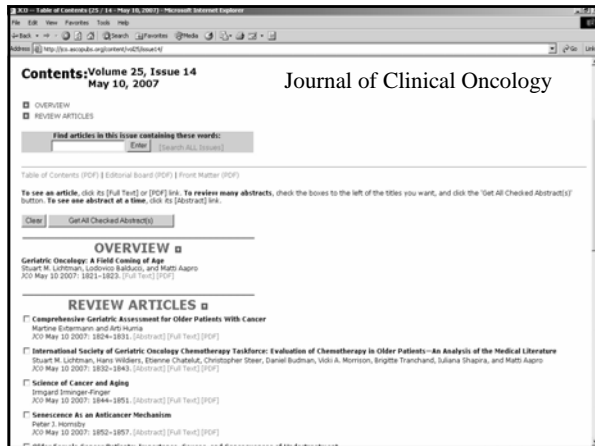 JCO -- Table of Contents (25 / 14 - May 10, 2007) - Microsoft Internet Explorer
File Edit View Favorites Tools Help
Back Search Favorites Media
Address http://jco.ascopubs.org/content/vol25/issue14/ Go Link
Contents: Volume 25, Issue 14
May 10, 2007
Journal of Clinical Oncology
OVERVIEW
REVIEW ARTICLES
Find articles in this issue containing these words:
Enter [Search ALL Issues]
Table of Contents (PDF) | Editorial Board (PDF) | Front Matter (PDF)
To see an article, click its [Full Text] or [PDF] link. To review many abstracts, check the boxes to the left of the titles you want, and click the 'Get All Checked Abstract(s)'
button. To see one abstract at a time, click its [Abstract] link.
Clear Get All Checked Abstract(s)
OVERVIEW
Geriatric Oncology: A Field Coming of Age
Stuart M. Lichtman, Lodovico Balducci, and Matti Aapro
JCO May 10 2007: 1821-1823. [Full Text] [PDF]
REVIEW ARTICLES
Comprehensive Geriatric Assessment for Older Patients With Cancer
Martine Extermann and Arti Hurria
JCO May 10 2007: 1824-1831. [Abstract] [Full Text] [PDF]
International Society of Geriatric Oncology Chemotherapy Taskforce: Evaluation of Chemotherapy in Older Patients—An Analysis of the Medical Literature
Stuart M. Lichtman, Hans Wildiers, Etienne Chatelut, Christopher Steer, Daniel Budman, Vicki A. Morrison, Brigitte Tranchand, Iuliana Shapira, and Matti Aapro
JCO May 10 2007: 1832-1843. [Abstract] [Full Text] [PDF]
Science of Cancer and Aging
Irmgard Irminger-Finger
JCO May 10 2007: 1844-1851. [Abstract] [Full Text] [PDF]
Senescence As an Anticancer Mechanism
Peter J. Hornsby
JCO May 10 2007: 1852-1857. [Abstract] [Full Text] [PDF]